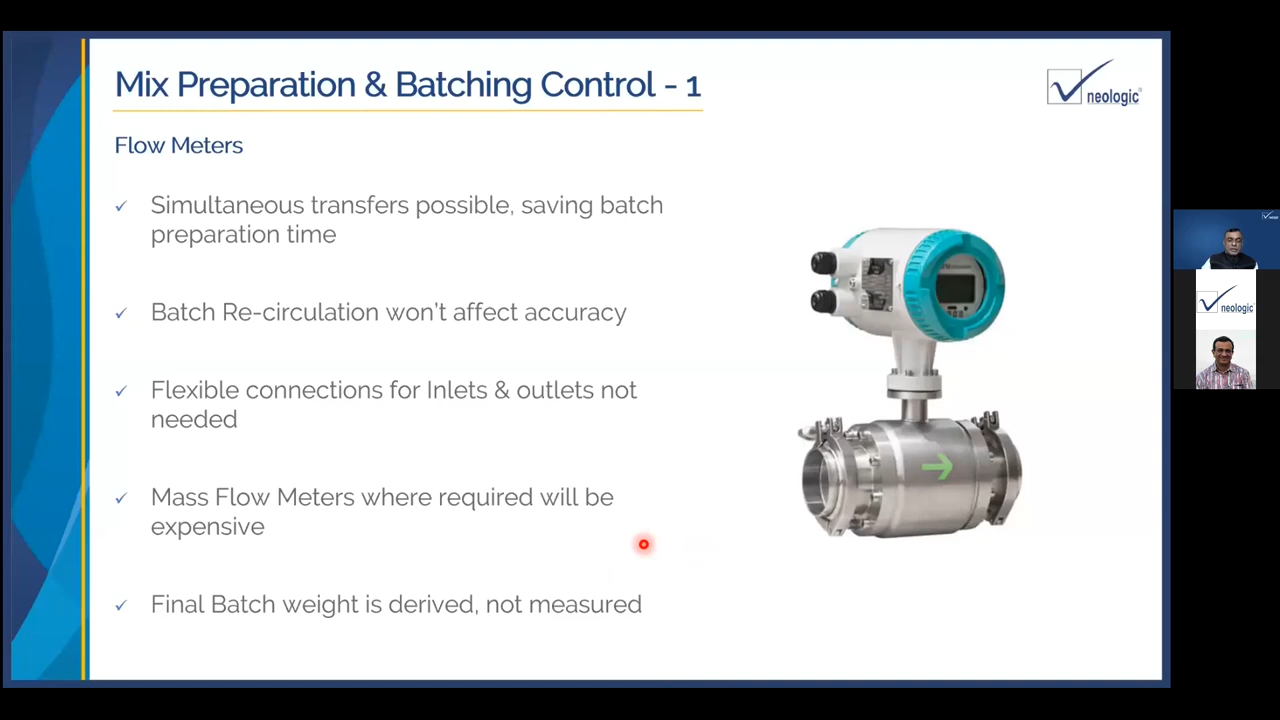 Mix Preparation & Batching Control - 1
neologic
Flow Meters
Simultaneous transfers possible, saving batch
preparation time
Batch Re-circulation won't affect accuracy
Flexible connections for Inlets & outlets not
needed
Mass Flow Meters where required will be
expensive
Final Batch weight is derived, not measured
neologic